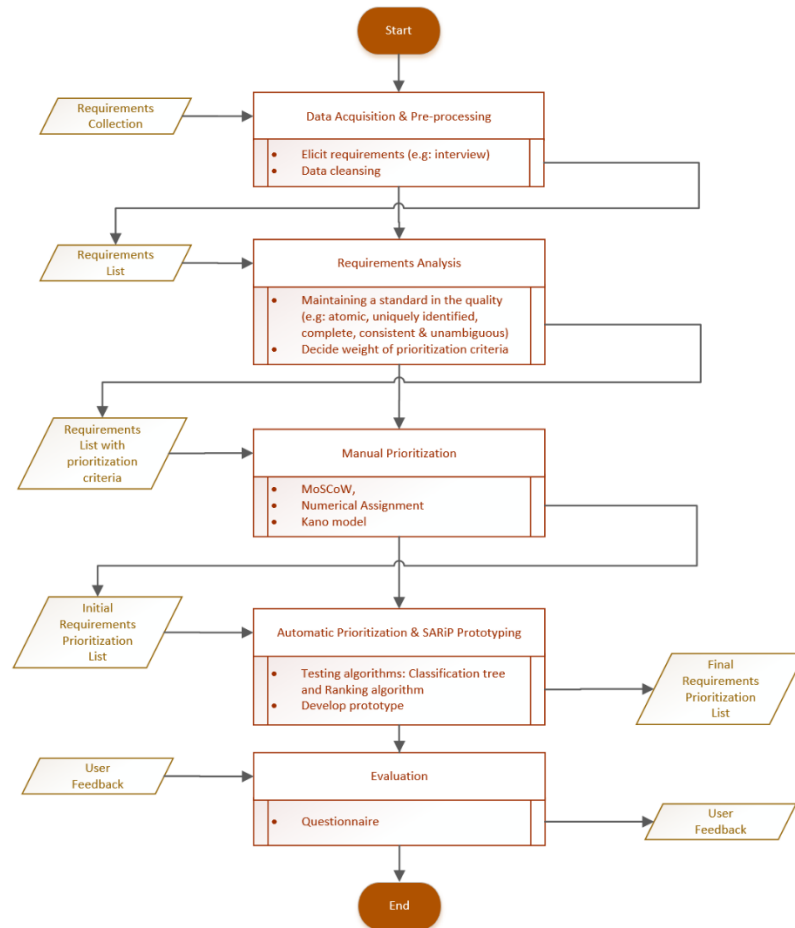 Start
Requirements
Collection
Data Acquisition & Pre-processing
• Elicit requirements (e.g: interview)
• Data cleansing
Requirements
List
Requirements Analysis
• Maintaining a standard in the quality
(e.g: atomic, uniquely identified,
complete, consistent & unambiguous)
• Decide weight of prioritization criteria
Requirements
List with
prioritization
criteria
Manual Prioritization
• MoSCoW,
• Numerical Assignment
• Kano model
Initial
Requirements
Prioritization
List
Automatic Prioritization & SARiP Prototyping
• Testing algorithms: Classification tree
and Ranking algorithm
• Develop prototype
Final
Requirements
Prioritization
List
User
Feedback
Evaluation
• Questionnaire
User
Feedback
End